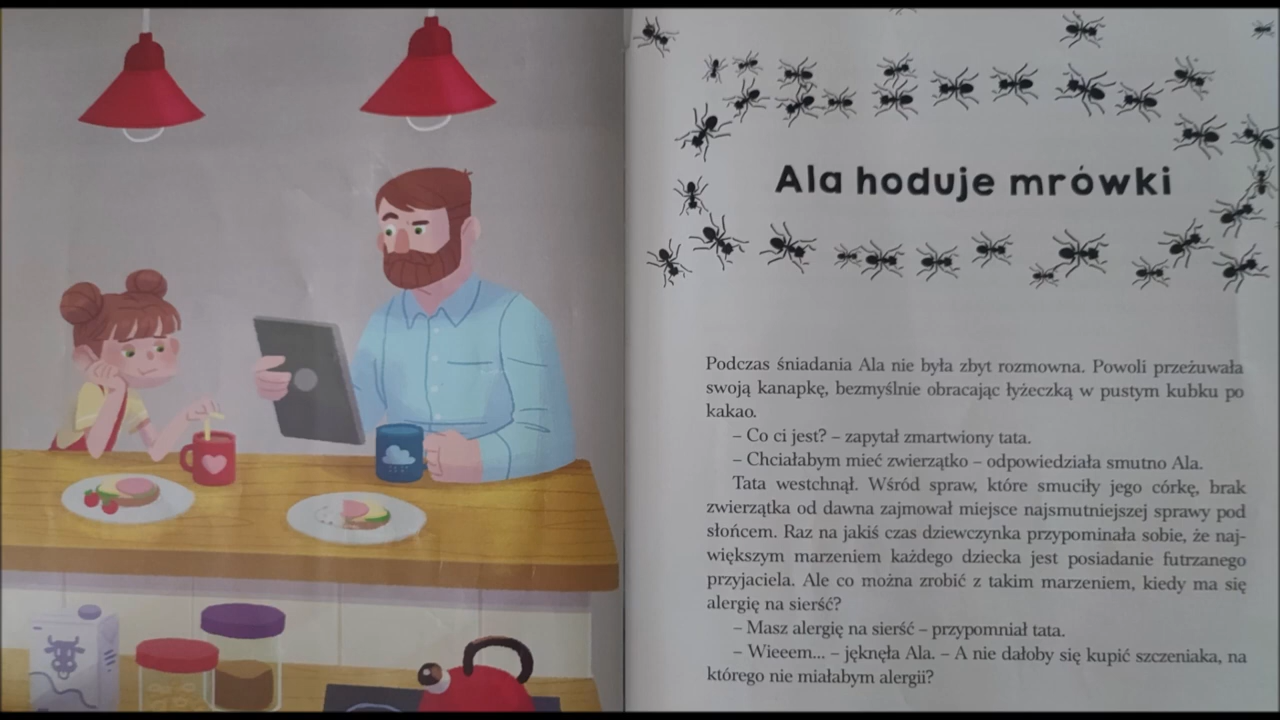 Ala hoduje mrówki
Podczas śniadania Ala nie była zbyt rozmowna. Powoli przeżuwała
swoją kanapkę, bezmyślnie obracając łyżeczką w pustym kubku po
kakao.
– Co ci jest? – zapytał zmartwiony tata.
– Chciałabym mieć zwierzątko – odpowiedziała smutno Ala.
Tata westchnął. Wśród spraw, które smuciły jego córkę, brak
zwierzątka od dawna zajmował miejsce najsmutniejszej sprawy pod
słońcem. Raz na jakiś czas dziewczynka przypominała sobie, że naj-
większym marzeniem każdego dziecka jest posiadanie futrzanego
przyjaciela. Ale co można zrobić z takim marzeniem, kiedy ma się
alergię na sierść?
– Masz alergię na sierść – przypomniał tata.
– Wieeem... – jęknęła Ala. – A nie dałoby się kupić szczeniaka, na
którego nie miałabym alergii?